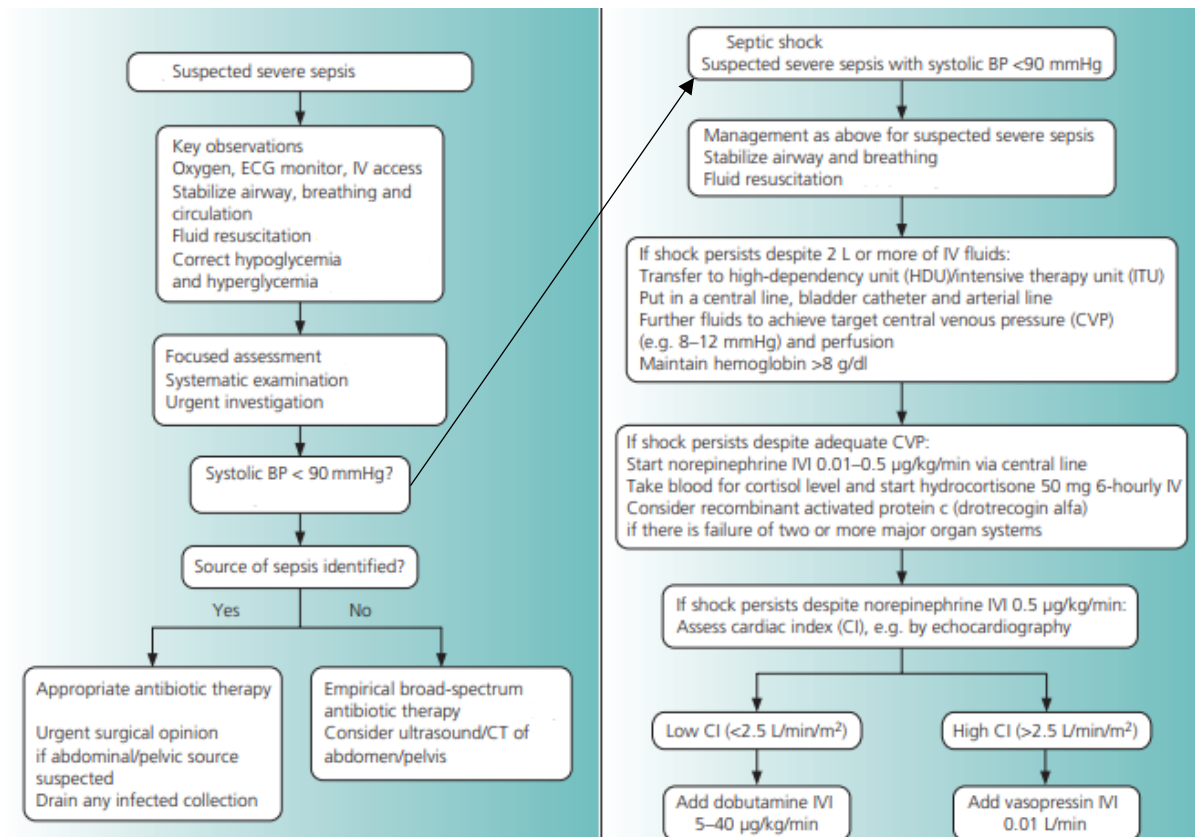 Suspected severe sepsis
Key observations
Oxygen, ECG monitor, IV access
Stabilize airway, breathing and
circulation
Fluid resuscitation
Correct hypoglycemia
and hyperglycemia
Focused assessment
Systematic examination
Urgent investigation
Systolic BP < 90 mmHg?
Source of sepsis identified?
Yes
No
Appropriate antibiotic therapy
Urgent surgical opinion
if abdominal/pelvic source
suspected
Drain any infected collection
Empirical broad-spectrum
antibiotic therapy
Consider ultrasound/CT of
abdomen/pelvis
Septic shock
Suspected severe sepsis with systolic BP <90 mmHg
Management as above for suspected severe sepsis
Stabilize airway and breathing
Fluid resuscitation
If shock persists despite 2 L or more of IV fluids:
Transfer to high-dependency unit (HDU)/intensive therapy unit (ITU)
Put in a central line, bladder catheter and arterial line
Further fluids to achieve target central venous pressure (CVP)
(e.g. 8–12 mmHg) and perfusion
Maintain hemoglobin >8 g/dl
If shock persists despite adequate CVP:
Start norepinephrine IVI 0.01–0.5 µg/kg/min via central line
Take blood for cortisol level and start hydrocortisone 50 mg 6-hourly IV
Consider recombinant activated protein c (drotrecogin alfa)
if there is failure of two or more major organ systems
If shock persists despite norepinephrine IVI 0.5 µg/kg/min:
Assess cardiac index (CI), e.g. by echocardiography
Low CI (<2.5 L/min/m²)
High CI (>2.5 L/min/m²)
Add dobutamine IVI
5–40 µg/kg/min
Add vasopressin IVI
0.01 L/min